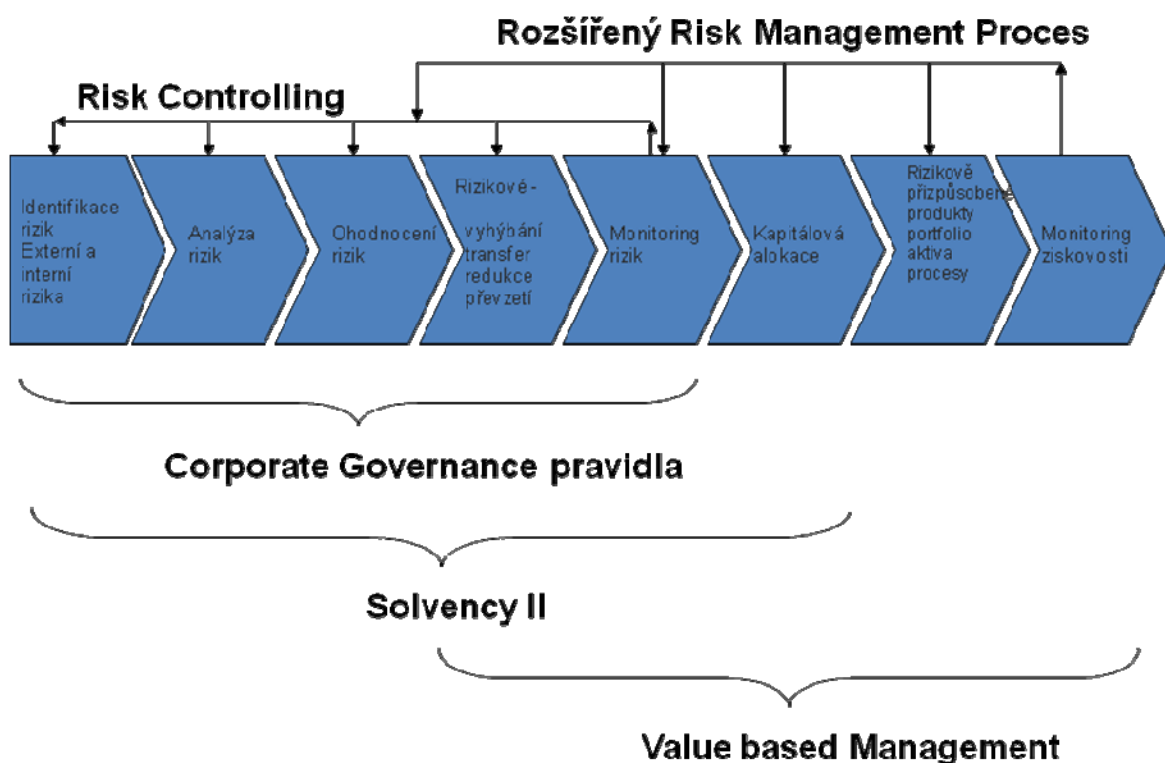 Rozšířený Risk Management Proces
Risk Controlling
Identifikace
rizik
Externí a
interní
rizika
Analýza
rizik
Ohodnocení
rizik
Rizikové -
vyhýbání
transfer
redukce
převzetí
Monitoring
rizik
Kapitálová
alokace
Rizikově
přizpůsobené
produkty
portfolio
aktiva
procesy
Monitoring
ziskovosti
Corporate Governance pravidla
Solvency II
Value based Management